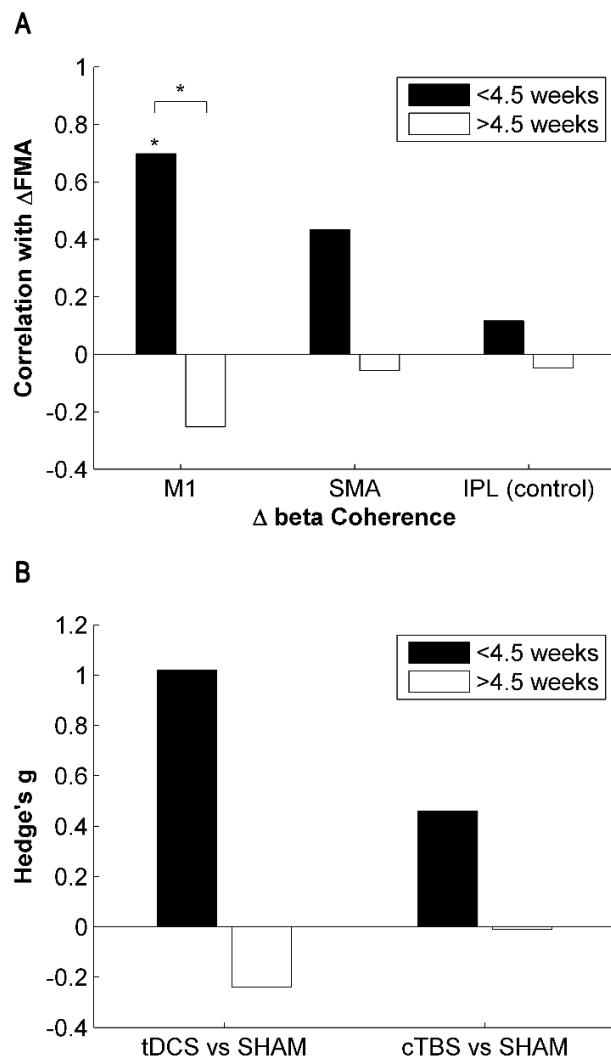 A
Correlation with ΔFMA
1
0.8
0.6
0.4
0.2
0
-0.2
-0.4
*
*
<4.5 weeks
>4.5 weeks
M1 SMA IPL (control)
Δ beta Coherence
B
Hedge's g
1.2
1
0.8
0.6
0.4
0.2
0
-0.2
-0.4
<4.5 weeks
>4.5 weeks
tDCS vs SHAM cTBS vs SHAM